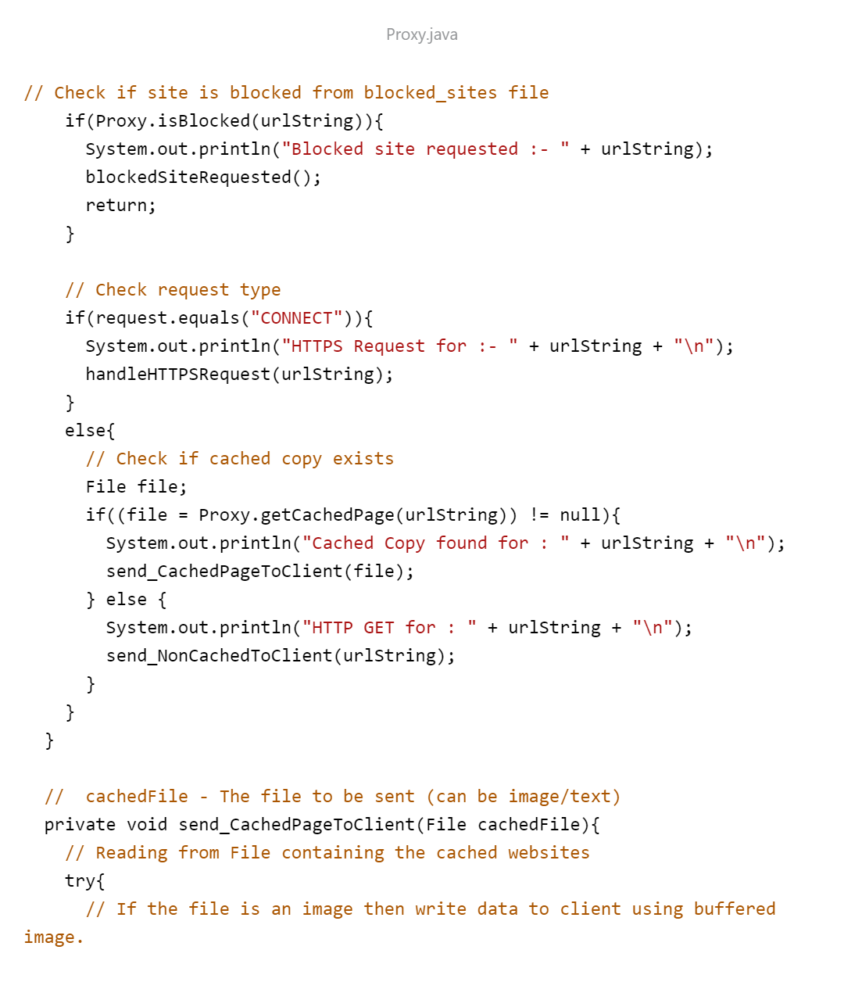 Proxy.java
// Check if site is blocked from blocked_sites file
    if(Proxy.isBlocked(urlString)){
      System.out.println("Blocked site requested :- " + urlString);
      blockedSiteRequested();
      return;
    }

    // Check request type
    if(request.equals("CONNECT")){
      System.out.println("HTTPS Request for :- " + urlString + "\n");
      handleHTTPSRequest(urlString);
    }
    else{
      // Check if cached copy exists
      File file;
      if((file = Proxy.getCachedPage(urlString)) != null){
        System.out.println("Cached Copy found for : " + urlString + "\n");
        send_CachedPageToClient(file);
      } else {
        System.out.println("HTTP GET for : " + urlString + "\n");
        send_NonCachedToClient(urlString);
      }
    }
  }

  //  cachedFile - The file to be sent (can be image/text)
  private void send_CachedPageToClient(File cachedFile){
    // Reading from File containing the cached websites
    try{
      // If the file is an image then write data to client using buffered
image.